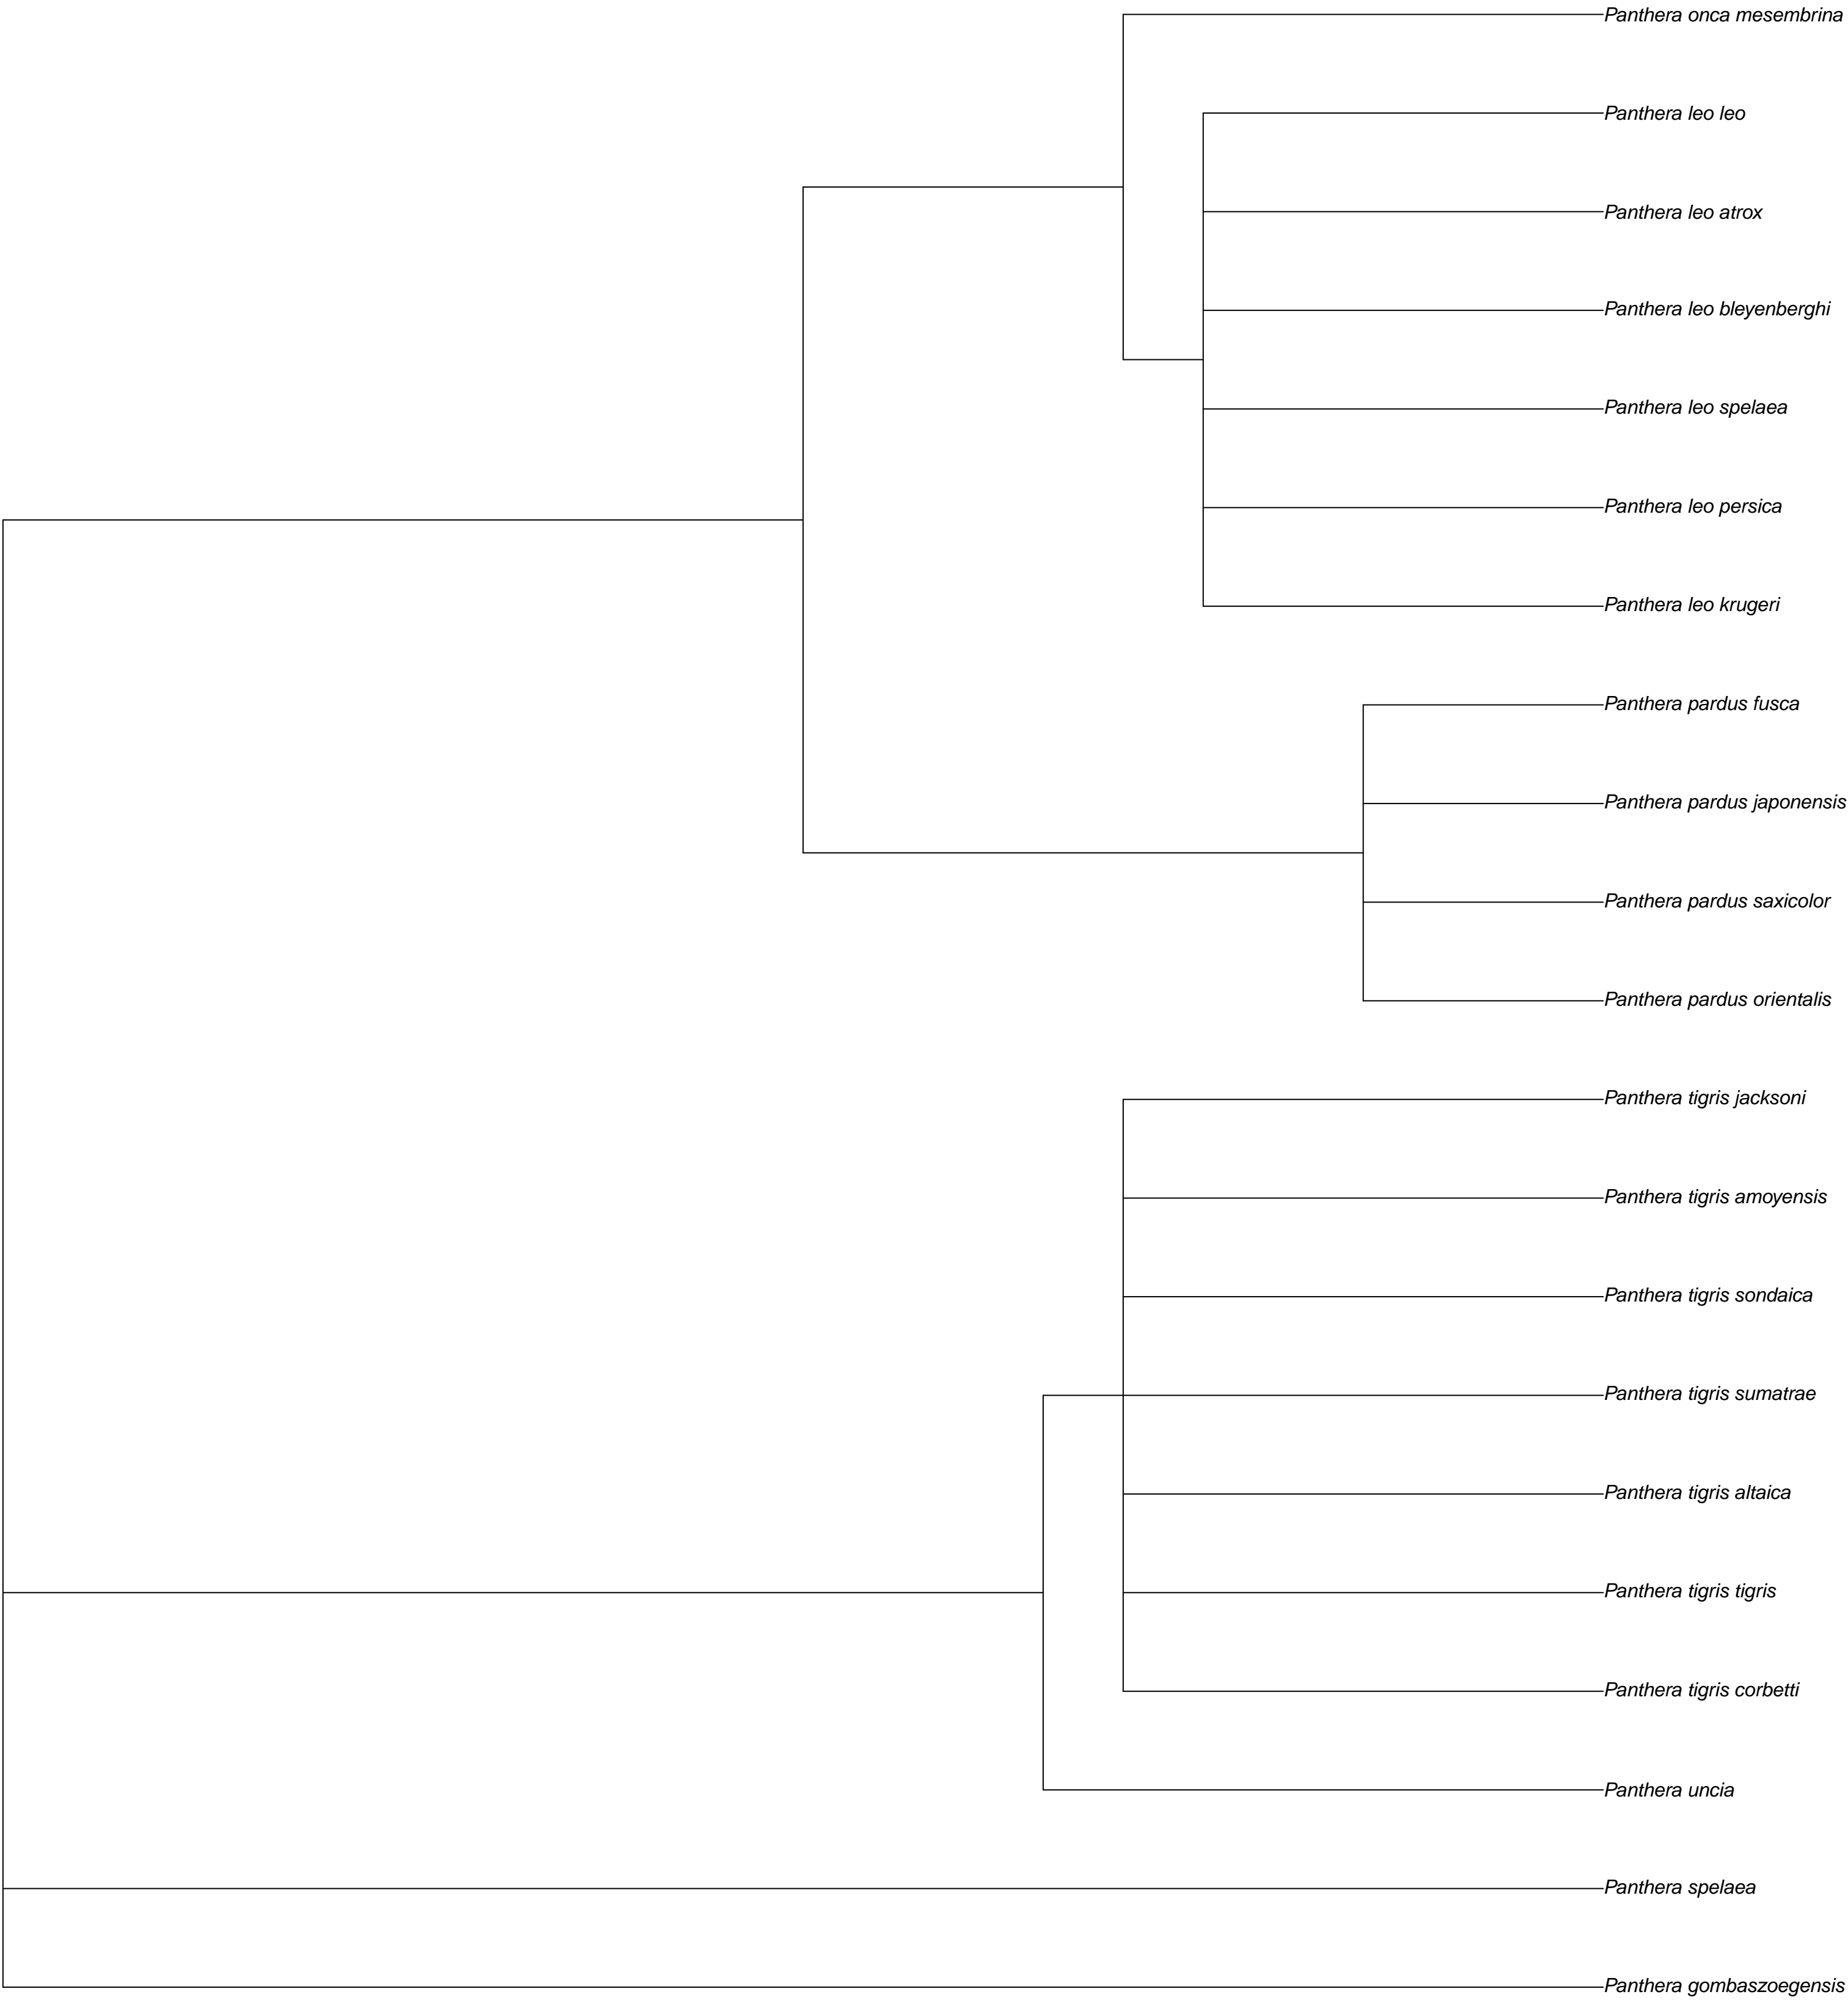 Panthera onca mesembrina
Panthera leo leo
Panthera leo atrox
Panthera leo bleyenberghi
Panthera leo spelaea
Panthera leo persica
Panthera leo krugeri
Panthera pardus fusca
Panthera pardus japonensis
Panthera pardus saxicolor
Panthera pardus orientalis
Panthera tigris jacksoni
Panthera tigris amoyensis
Panthera tigris sondaica
Panthera tigris sumatrae
Panthera tigris altaica
Panthera tigris tigris
Panthera tigris corbetti
Panthera uncia
Panthera spelaea
Panthera gombaszoegensis